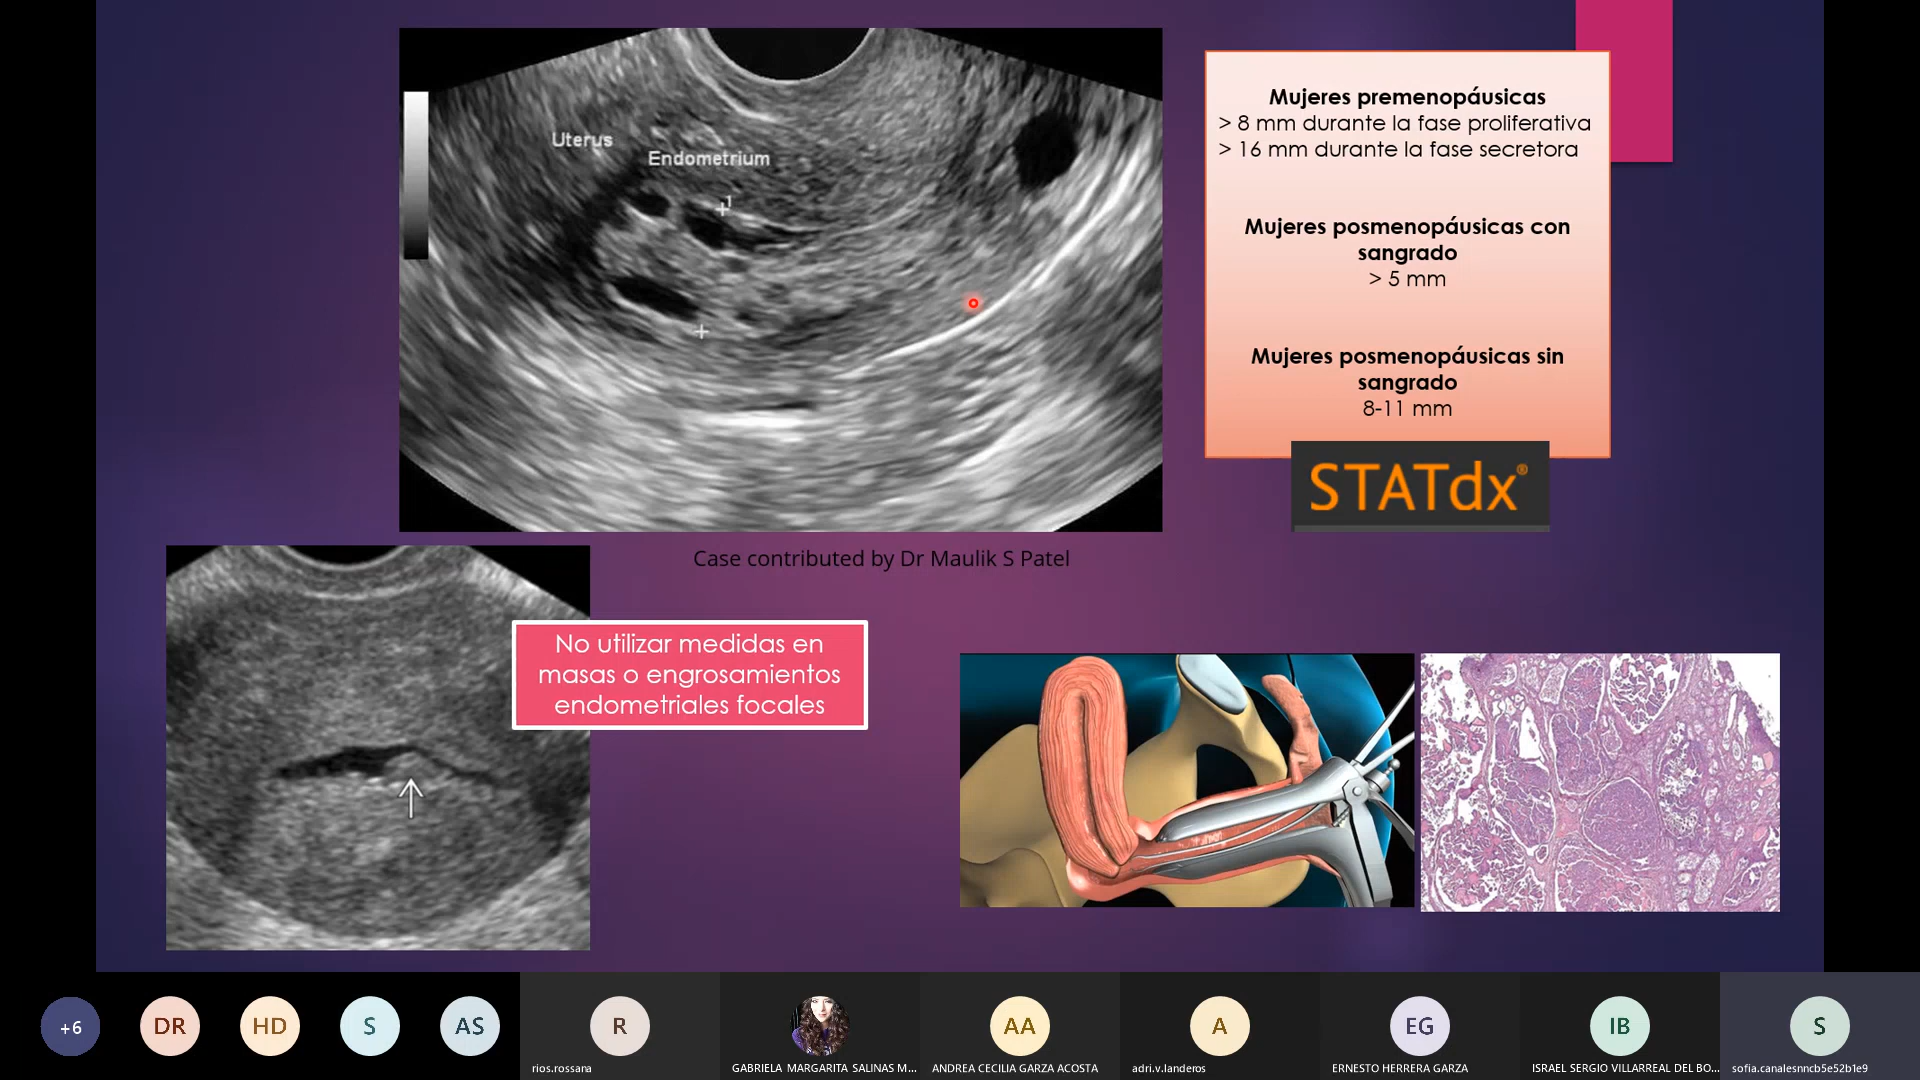 Uterus
Endometrium
1
Mujeres premenopáusicas
> 8 mm durante la fase proliferativa
> 16 mm durante la fase secretora
Mujeres posmenopáusicas con
sangrado
> 5 mm
Mujeres posmenopáusicas sin
sangrado
8-11 mm
STATdx®
Case contributed by Dr Maulik S Patel
No utilizar medidas en
masas o engrosamientos
endometriales focales
+6
DR
HD
S
AS
R
AA
A
EG
IB
S
rios.rossana
GABRIELA MARGARITA SALINAS M...
ANDREA CECILIA GARZA ACOSTA
adri.v.landeros
ERNESTO HERRERA GARZA
ISRAEL SERGIO VILLARREAL DEL BO...
sofia.canalesnncb5e52b1e9